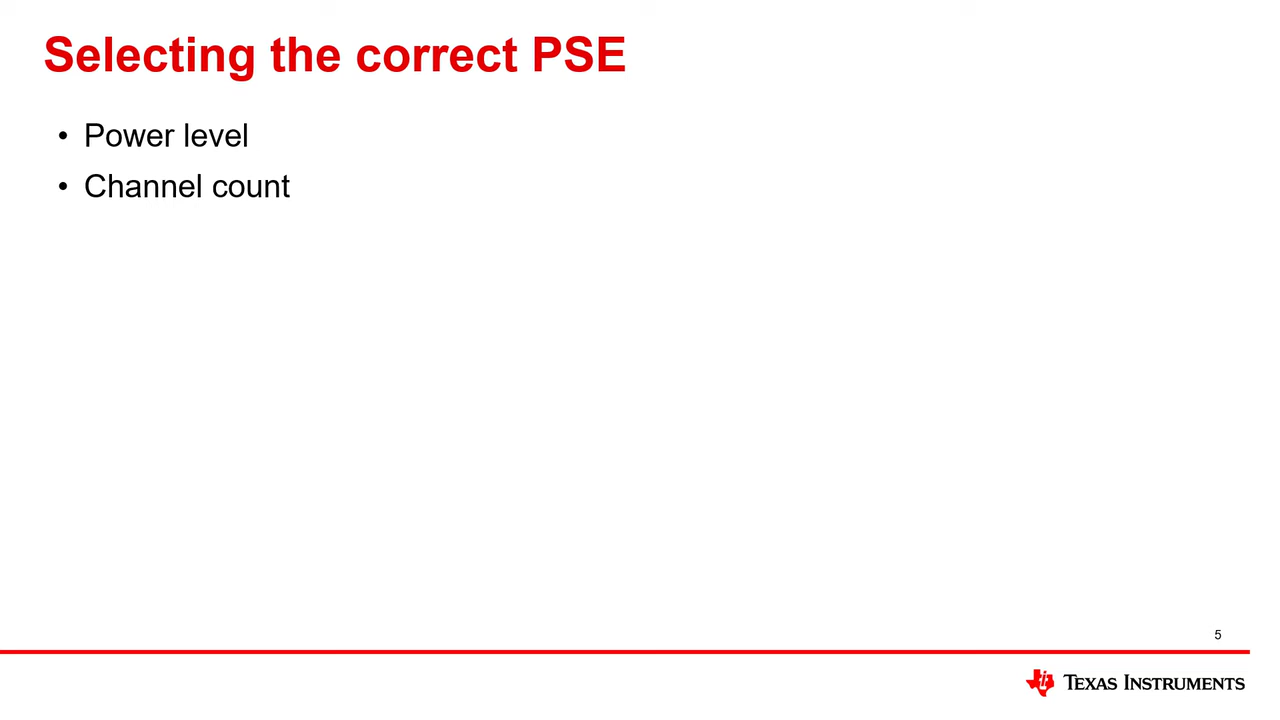 Selecting the correct PSE
• Power level
• Channel count
5
TEXAS INSTRUMENTS